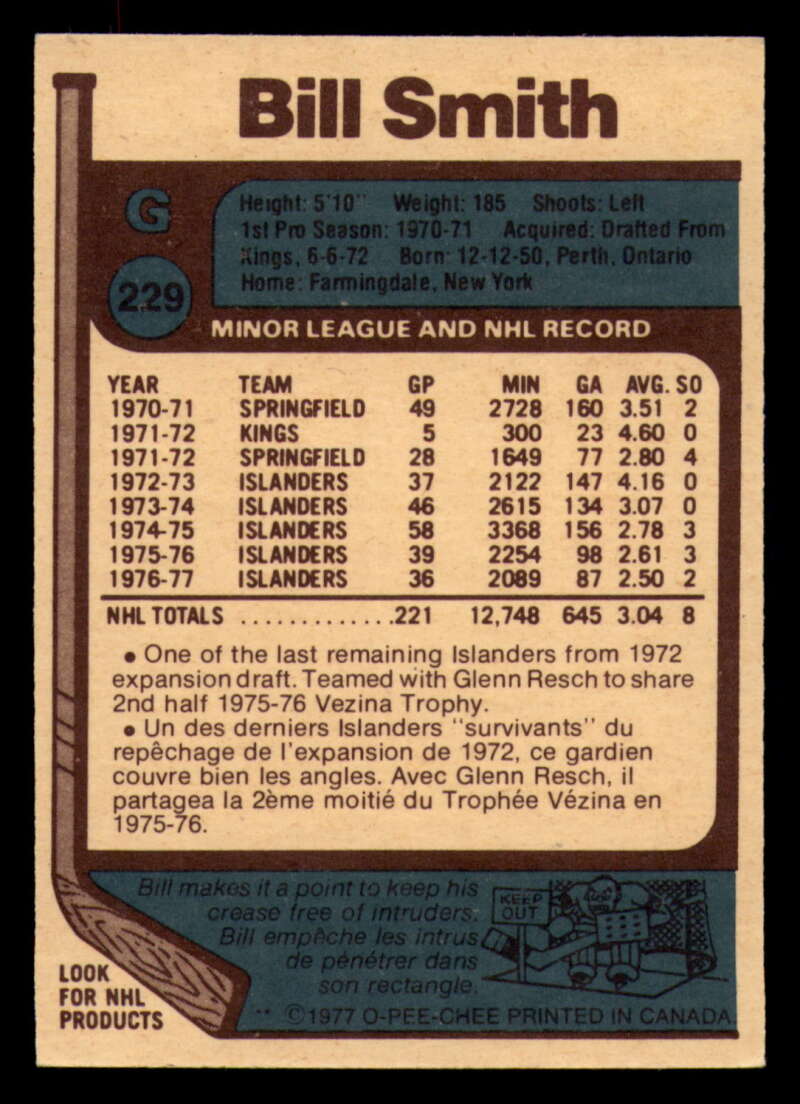 Bill Smith
G
229
Height: 5'10" Weight: 185 Shoots: Left
1st Pro Season: 1970-71 Acquired: Drafted From
Kings, 6-6-72 Born: 12-12-50, Perth, Ontario
Home: Farmingdale, New York
MINOR LEAGUE AND NHL RECORD
YEAR TEAM GP MIN GA AVG. SO
1970-71 SPRINGFIELD 49 2728 160 3.51 2
1971-72 KINGS 5 300 23 4.60 0
1971-72 SPRINGFIELD 28 1649 77 2.80 4
1972-73 ISLANDERS 37 2122 147 4.16 0
1973-74 ISLANDERS 46 2615 134 3.07 0
1974-75 ISLANDERS 58 3368 156 2.78 3
1975-76 ISLANDERS 39 2254 98 2.61 3
1976-77 ISLANDERS 36 2089 87 2.50 2
NHL TOTALS .............221 12,748 645 3.04 8
• One of the last remaining Islanders from 1972
expansion draft. Teamed with Glenn Resch to share
2nd half 1975-76 Vezina Trophy.
• Un des derniers Islanders "survivants" du
repêchage de l'expansion de 1972, ce gardien
couvre bien les angles. Avec Glenn Resch, il
partagea la 2ème moitié du Trophée Vézina en
1975-76.
Bill makes it a point to keep his
crease free of intruders.
Bill empêche les intrus
de pénétrer dans
son rectangle.
KEEP
OUT
LOOK
FOR NHL
PRODUCTS
** ©1977 O-PEE-CHEE PRINTED IN CANADA